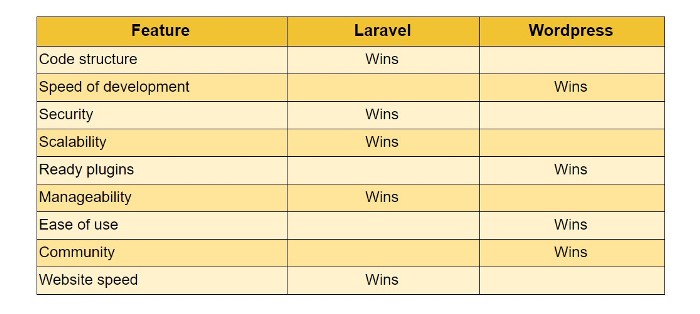 Feature Laravel Wordpress
Code structure Wins
Speed of development Wins
Security Wins
Scalability Wins
Ready plugins Wins
Manageability Wins
Ease of use Wins
Community Wins
Website speed Wins